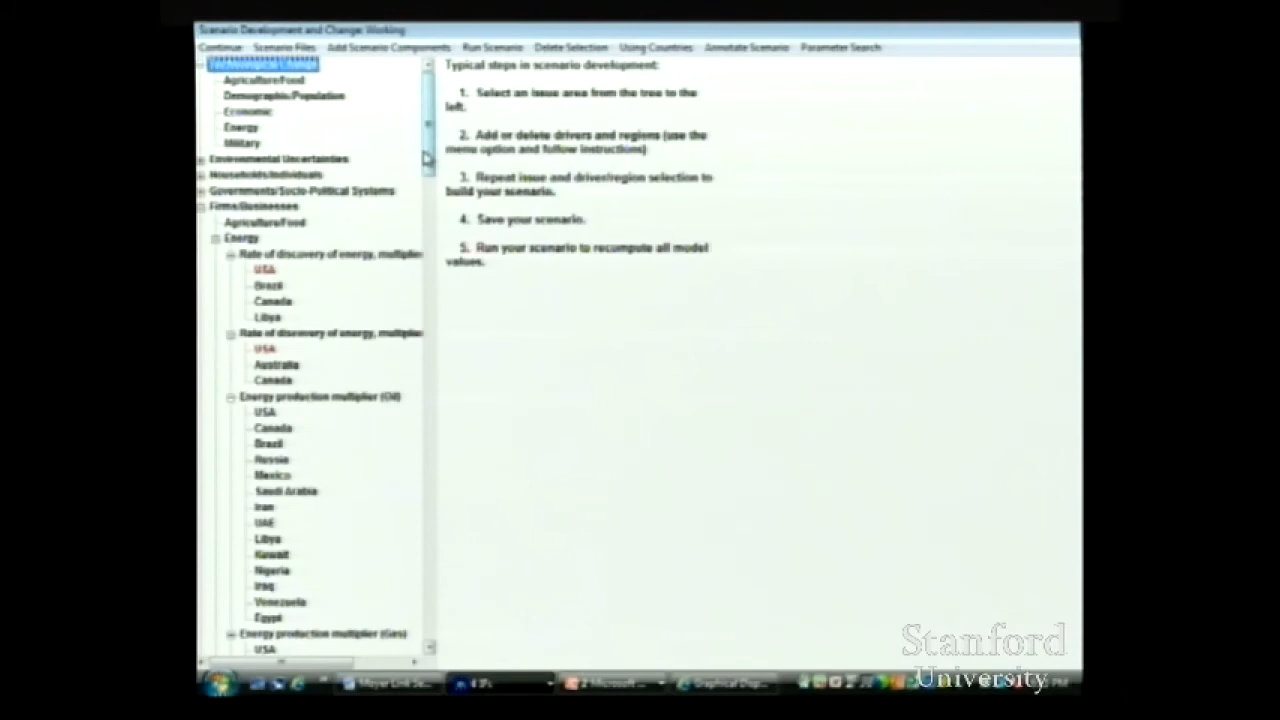 Scenario Development and Change: Working
Continue Scenario Files Add Scenario Components Run Scenario Delete Selection Using Countries Annotate Scenario Parameter Search
Technological Change
Agriculture/Food
Demographic/Population
Economic
Energy
Military
Environmental Uncertainties
Households/Individuals
Governments/Socio-Political Systems
Firms/Businesses
Agriculture/Food
Energy
Rate of discovery of energy, multiplier
USA
Brazil
Canada
Libya
Rate of discovery of energy, multiplier
USA
Australia
Canada
Energy production multiplier (Oil)
USA
Canada
Brazil
Russia
Mexico
Saudi Arabia
Iran
UAE
Libya
Kuwait
Nigeria
Iraq
Venezuela
Egypt
Energy production multiplier (Gas)
USA
Typical steps in scenario development:
1. Select an issue area from the tree to the
left.
2. Add or delete drivers and regions (use the
menu option and follow instructions)
3. Repeat issue and driver/region selection to
build your scenario.
4. Save your scenario.
5. Run your scenario to recompute all model
values.
Stanford
University
2 Microsoft
Graphical Disp...